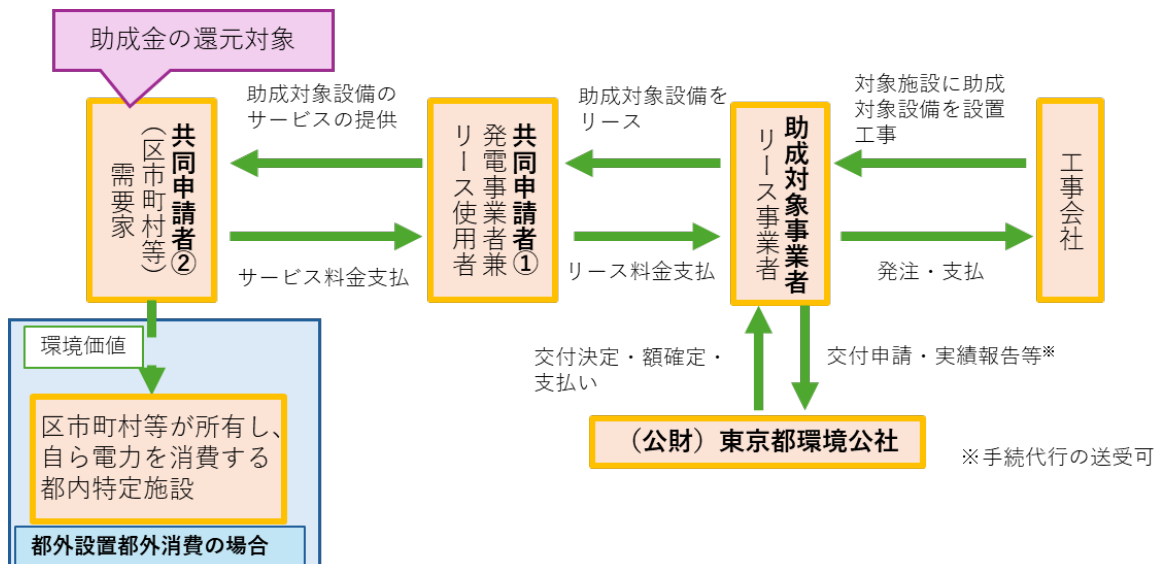 助成金の還元対象
助成対象設備の
サービスの提供
助成対象設備を
リース
対象施設に助成
対象設備を設置
工事
共同申請者②
（区市町村等）
需要家
共同申請者①
発電事業者兼
リース使用者
助成対象事業者
リース事業者
工事会社
サービス料金支払
リース料金支払
発注・支払
環境価値
交付決定・額確定・
支払い
交付申請・実績報告等※
区市町村等が所有し、
自ら電力を消費する
都内特定施設
（公財）東京都環境公社
※手続代行の送受可
都外設置都外消費の場合